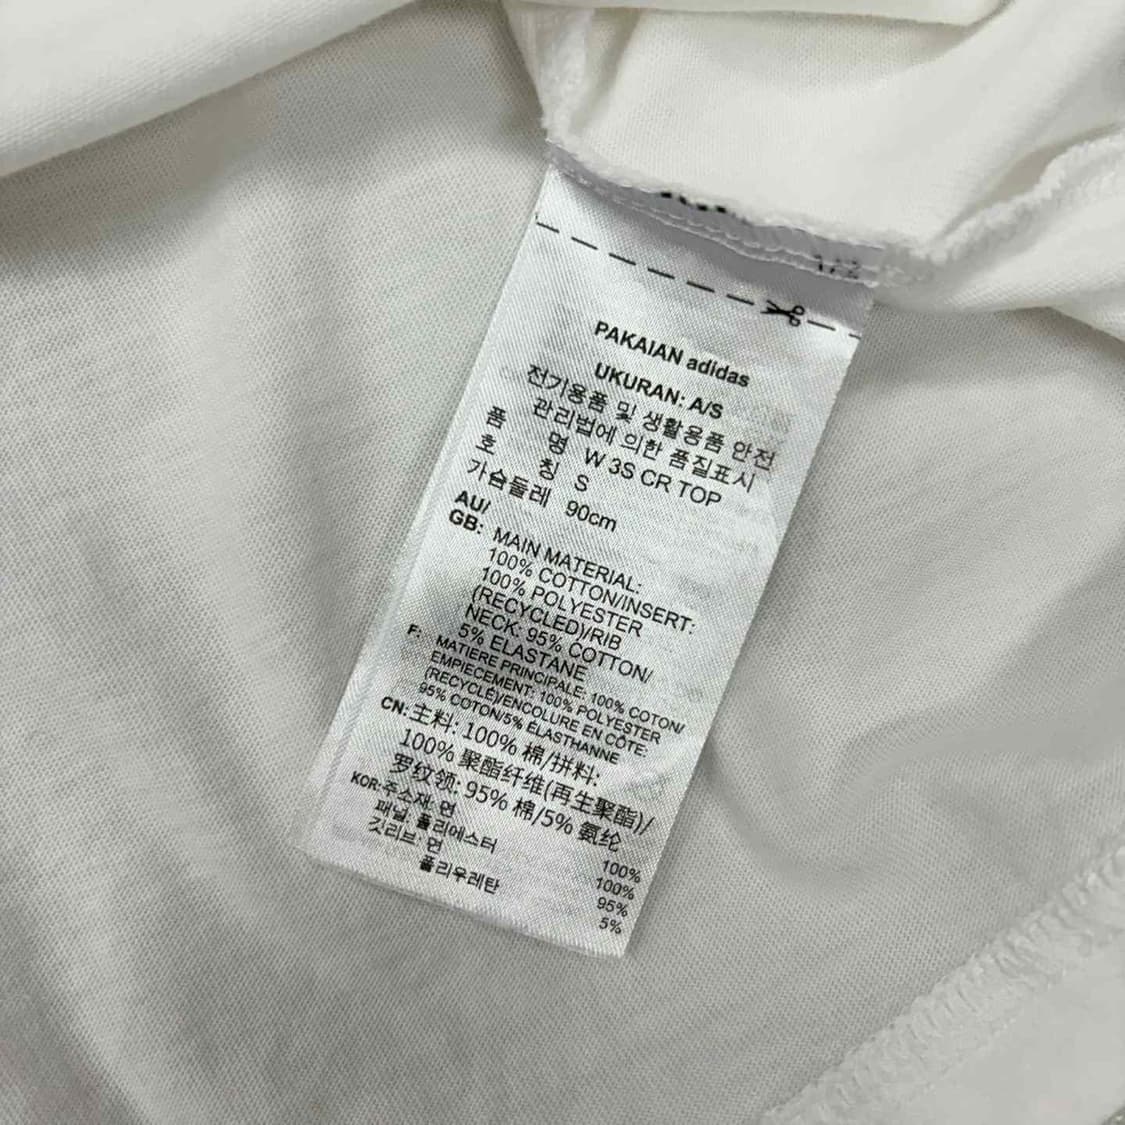 1/2
PAKAIAN adidas
UKURAN: A/S
전기용품 및 생활용품 안전
관리법에 의한 품질표시
품 명 W 3S CR TOP
호 칭 S
가슴둘레 90cm
AU/
GB: MAIN MATERIAL:
100% COTTON/INSERT:
100% POLYESTER
(RECYCLED)/RIB
NECK: 95% COTTON/
5% ELASTANE
F: MATIERE PRINCIPALE: 100% COTON/
EMPIECEMENT: 100% POLYESTER
(RECYCLÉ)/ENCOLURE EN CÔTE:
95% COTON/5% ÉLASTHANNE
CN: 主料: 100% 棉/拼料:
100% 聚酯纤维(再生聚酯)/
罗纹领: 95% 棉/5% 氨纶
KOR: 주소재: 면 100%
패널: 폴리에스터 100%
깃리브: 면 95%
폴리우레탄 5%